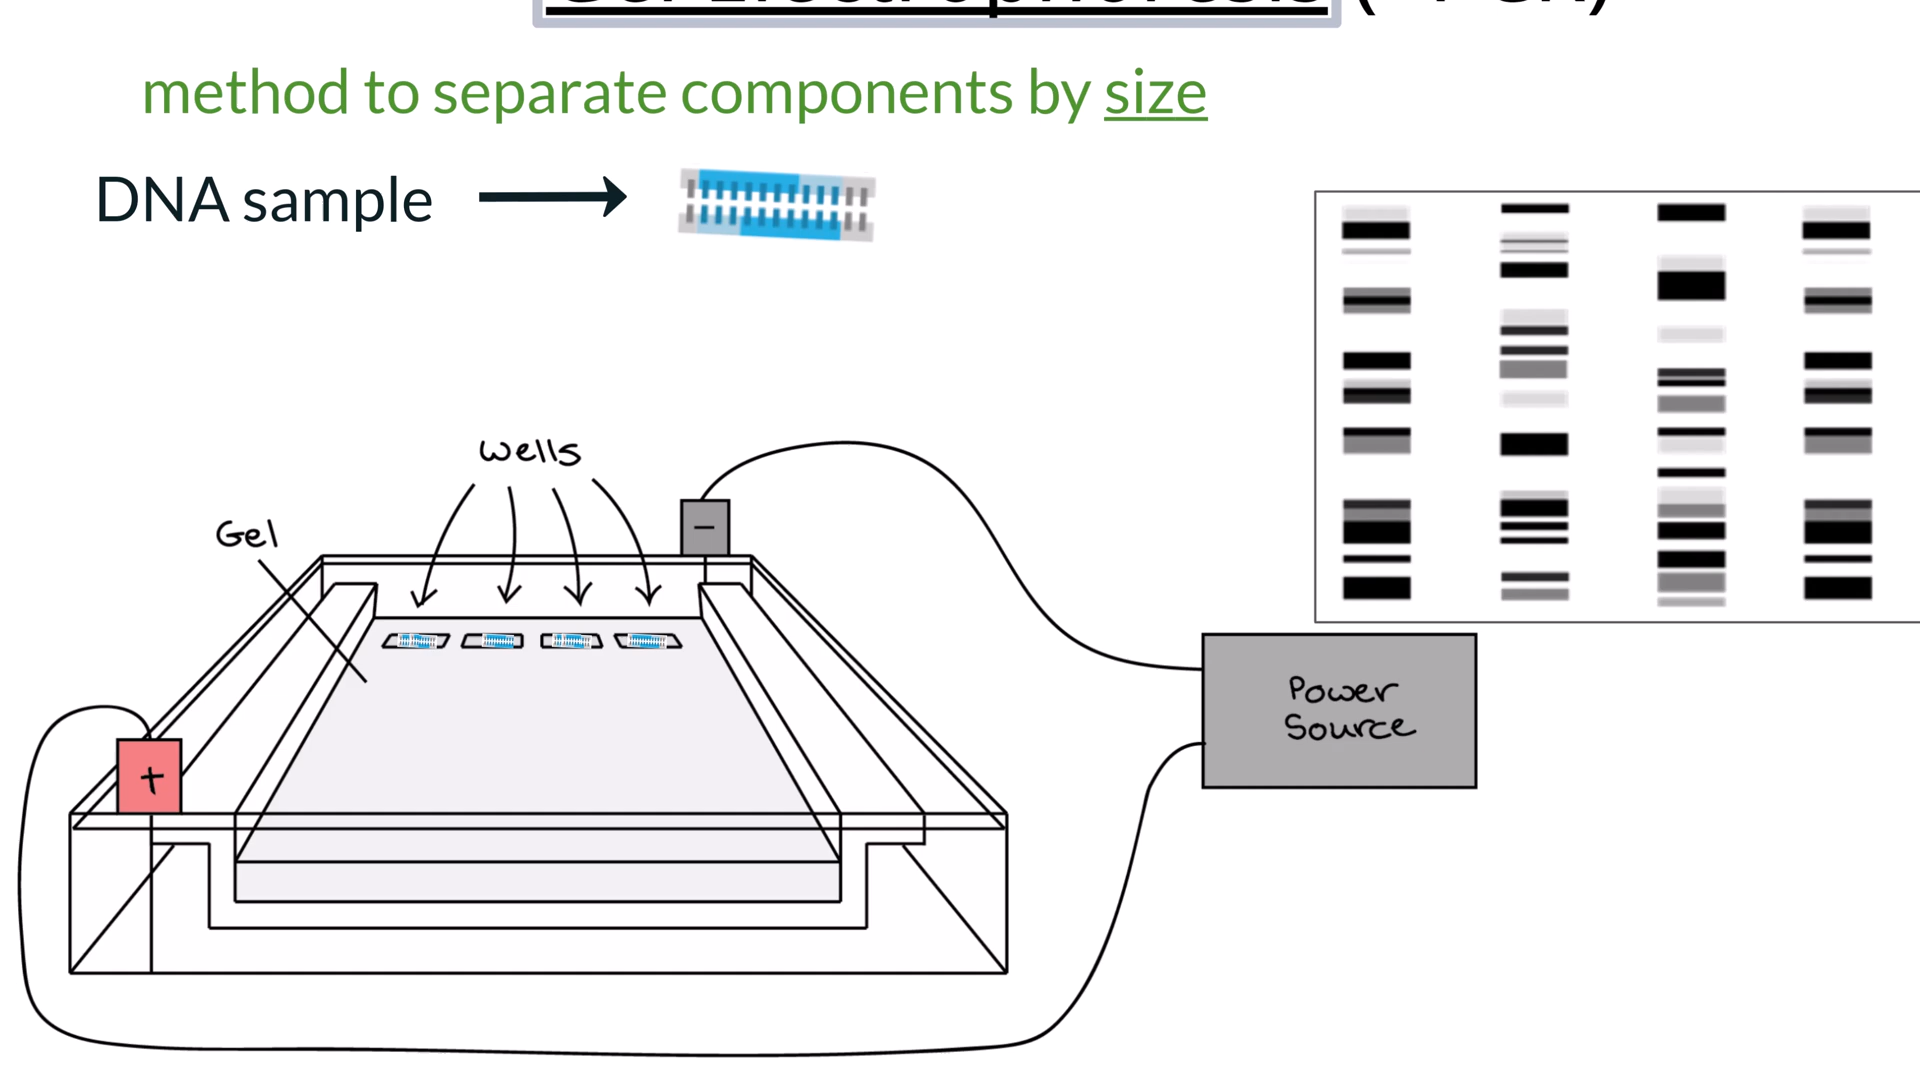 method to separate components by size
DNA sample
wells
Gel
−
+
Power
Source